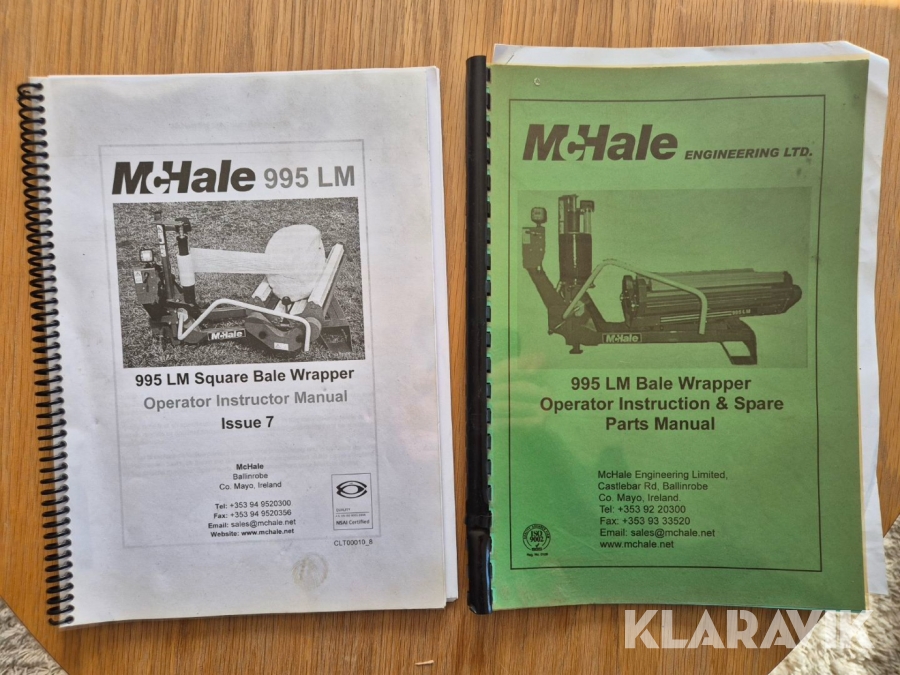 McHale 995 LM
McHale
995 LM Square Bale Wrapper
Operator Instructor Manual
Issue 7
McHale
Ballinrobe
Co. Mayo, Ireland
Tel: +353 94 9520300
Fax: +353 94 9520356
Email: sales@mchale.net
Website: www.mchale.net
NSAI Certified
CLT00019_8
McHale ENGINEERING LTD.
995 LM
McHale
995 LM Bale Wrapper
Operator Instruction & Spare
Parts Manual
McHale Engineering Limited,
Castlebar Rd, Ballinrobe
Co. Mayo, Ireland.
Tel: +353 92 20300
Fax: +353 93 33520
Email: sales@mchale.net
www.mchale.net
ISO
9002
KLARAVIK